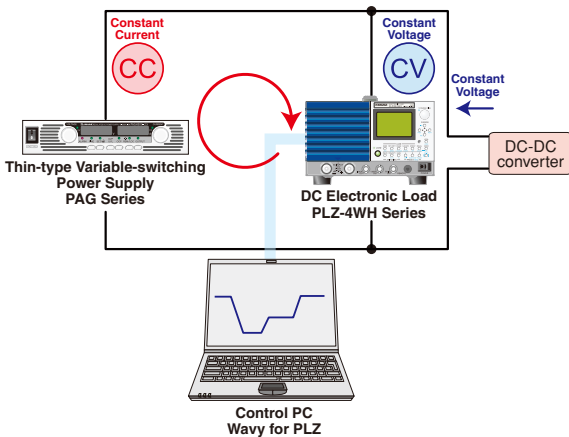 Constant
Current
CC
Constant
Voltage
CV
Constant
Voltage
DC-DC
converter
Thin-type Variable-switching
Power Supply
PAG Series
DC Electronic Load
PLZ-4WH Series
Control PC
Wavy for PLZ